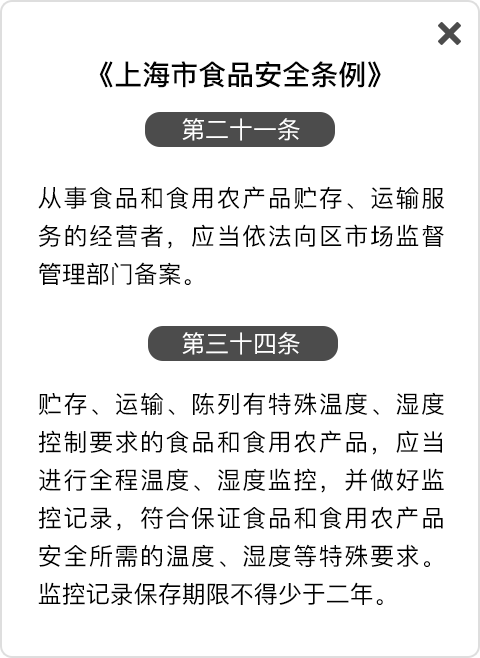 《上海市食品安全条例》
第二十一条
从事食品和食用农产品贮存、运输服
务的经营者，应当依法向区市场监督
管理部门备案。
第三十四条
贮存、运输、陈列有特殊温度、湿度
控制要求的食品和食用农产品，应当
进行全程温度、湿度监控，并做好监
控记录，符合保证食品和食用农产品
安全所需的温度、湿度等特殊要求。
监控记录保存期限不得少于二年。